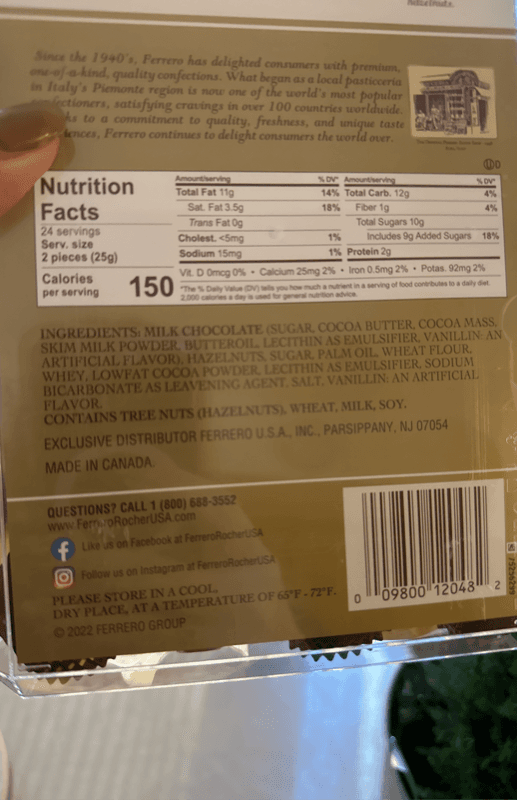 hazelnuts.
Since the 1940's, Ferrero has delighted consumers with premium,
one-of-a-kind, quality confections. What began as a local pasticceria
in Italy's Piemonte region is now one of the world's most popular
confectioners, satisfying cravings in over 100 countries worldwide.
to a commitment to quality, freshness, and unique taste
Ferrero continues to delight consumers the world over.
Nutrition
Facts
24 servings
Serv. size
2 pieces (25g)
Calories
per serving
150
Amount/serving % DV*
Total Fat 11g 14%
Sat. Fat 3.5g 18%
Trans Fat 0g
Cholest. <5mg 1%
Sodium 15mg 1%
Amount/serving % DV*
Total Carb. 12g 4%
Fiber 1g 4%
Total Sugars 10g
Includes 9g Added Sugars 18%
Protein 2g
Vit. D 0mcg 0% • Calcium 25mg 2% • Iron 0.5mg 2% • Potas. 92mg 2%
*The % Daily Value (DV) tells you how much a nutrient in a serving of food contributes to a daily diet.
2,000 calories a day is used for general nutrition advice.
INGREDIENTS: MILK CHOCOLATE (SUGAR, COCOA BUTTER, COCOA MASS,
SKIM MILK POWDER, BUTTEROIL, LECITHIN AS EMULSIFIER, VANILLIN: AN
ARTIFICIAL FLAVOR), HAZELNUTS, SUGAR, PALM OIL, WHEAT FLOUR,
WHEY, LOWFAT COCOA POWDER, LECITHIN AS EMULSIFIER, SODIUM
BICARBONATE AS LEAVENING AGENT, SALT, VANILLIN: AN ARTIFICIAL
FLAVOR.
CONTAINS TREE NUTS (HAZELNUTS), WHEAT, MILK, SOY.
EXCLUSIVE DISTRIBUTOR FERRERO U.S.A., INC., PARSIPPANY, NJ 07054
MADE IN CANADA.
QUESTIONS? CALL 1 (800) 688-3552
www.FerreroRocherUSA.com
Like us on Facebook at FerreroRocherUSA
Follow us on Instagram at FerreroRocherUSA
PLEASE STORE IN A COOL,
DRY PLACE, AT A TEMPERATURE OF 65°F - 72°F.
© 2022 FERRERO GROUP
0 09800 12048 2